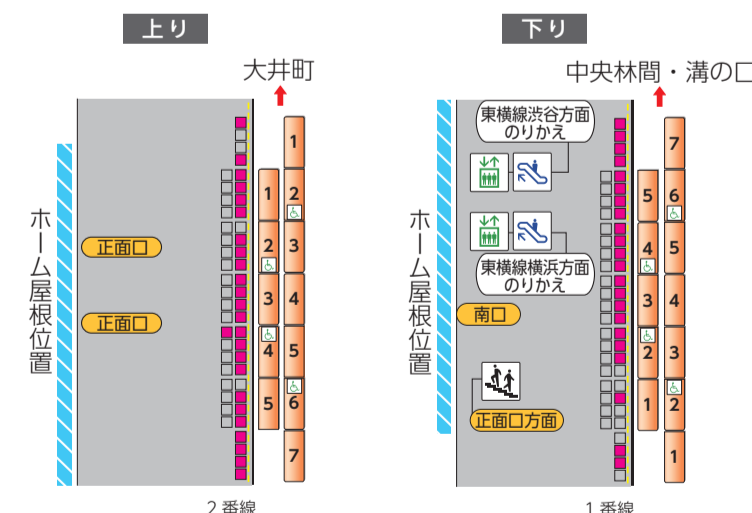 上り
大井町
ホーム屋根位置
正面口
正面口
1
2
3
4
5
1
2
3
4
5
6
7
2番線
下り
中央林間・溝の口
ホーム屋根位置
東横線渋谷方面
のりかえ
東横線横浜方面
のりかえ
南口
正面口方面
5
4
3
2
1
7
6
5
4
3
2
1
1番線